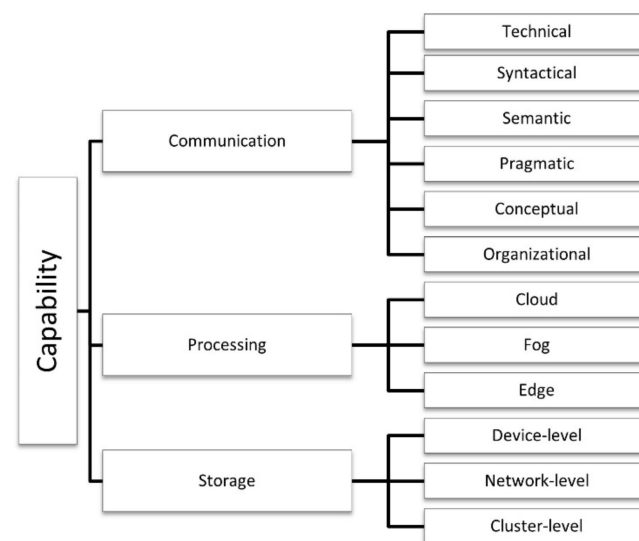 Capability
Communication
Technical
Syntactical
Semantic
Pragmatic
Conceptual
Organizational
Processing
Cloud
Fog
Edge
Storage
Device-level
Network-level
Cluster-level